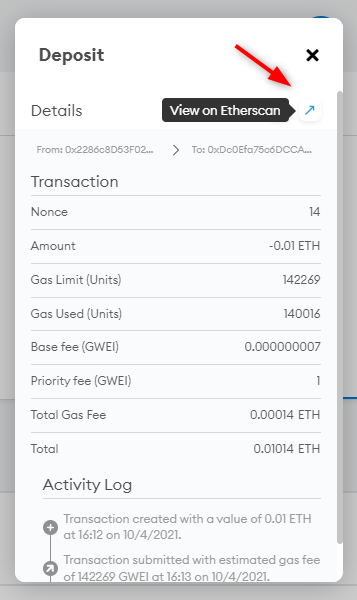 Deposit
Details
View on Etherscan
From: 0x2286c8D53F02...
To: 0xDc0Efa75c6DCCA...
Transaction
Nonce 14
Amount -0.01 ETH
Gas Limit (Units) 142269
Gas Used (Units) 140016
Base fee (GWEI) 0.000000007
Priority fee (GWEI) 1
Total Gas Fee 0.00014 ETH
Total 0.01014 ETH
Activity Log
Transaction created with a value of 0.01 ETH
at 16:12 on 10/4/2021.
Transaction submitted with estimated gas fee
of 142269 GWEI at 16:13 on 10/4/2021.